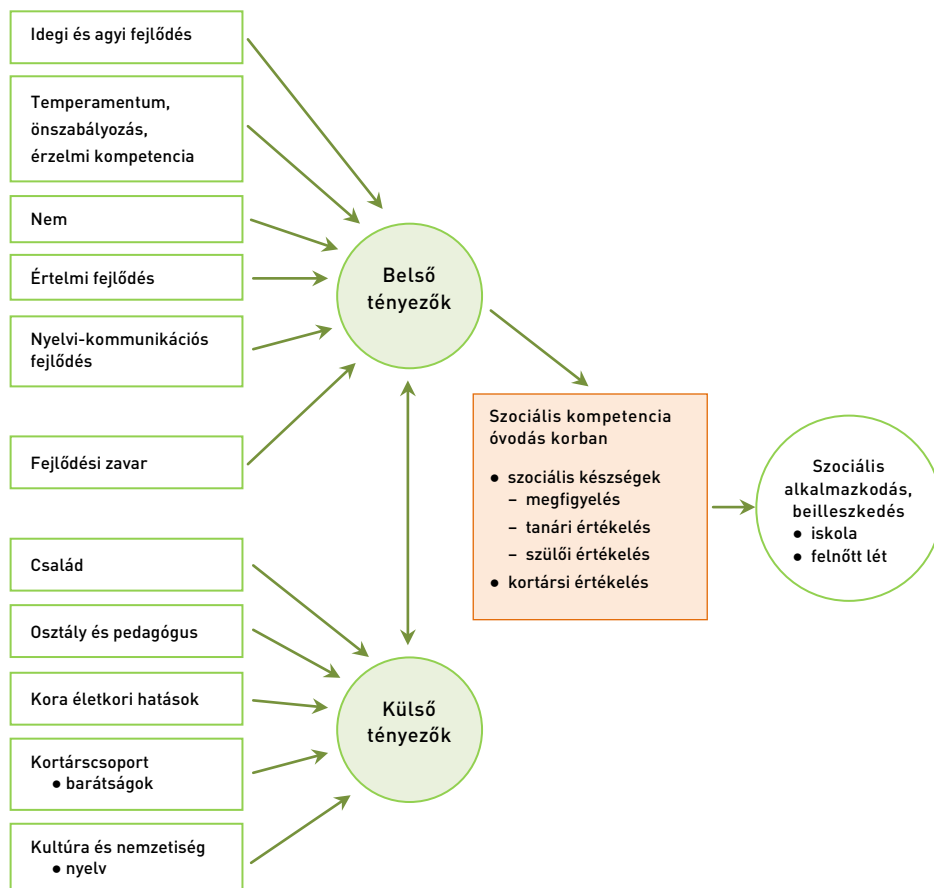 Idegi és agyi fejlődés
Temperamentum,
önszabályozás,
érzelmi kompetencia
Nem
Értelmi fejlődés
Nyelvi-kommunikációs
fejlődés
Fejlődési zavar
Belső
tényezők
Szociális kompetencia
óvodás korban
● szociális készségek
– megfigyelés
– tanári értékelés
– szülői értékelés
● kortársi értékelés
Szociális
alkalmazkodás,
beilleszkedés
● iskola
● felnőtt lét
Család
Osztály és pedagógus
Kora életkori hatások
Kortárscsoport
● barátságok
Kultúra és nemzetiség
● nyelv
Külső
tényezők